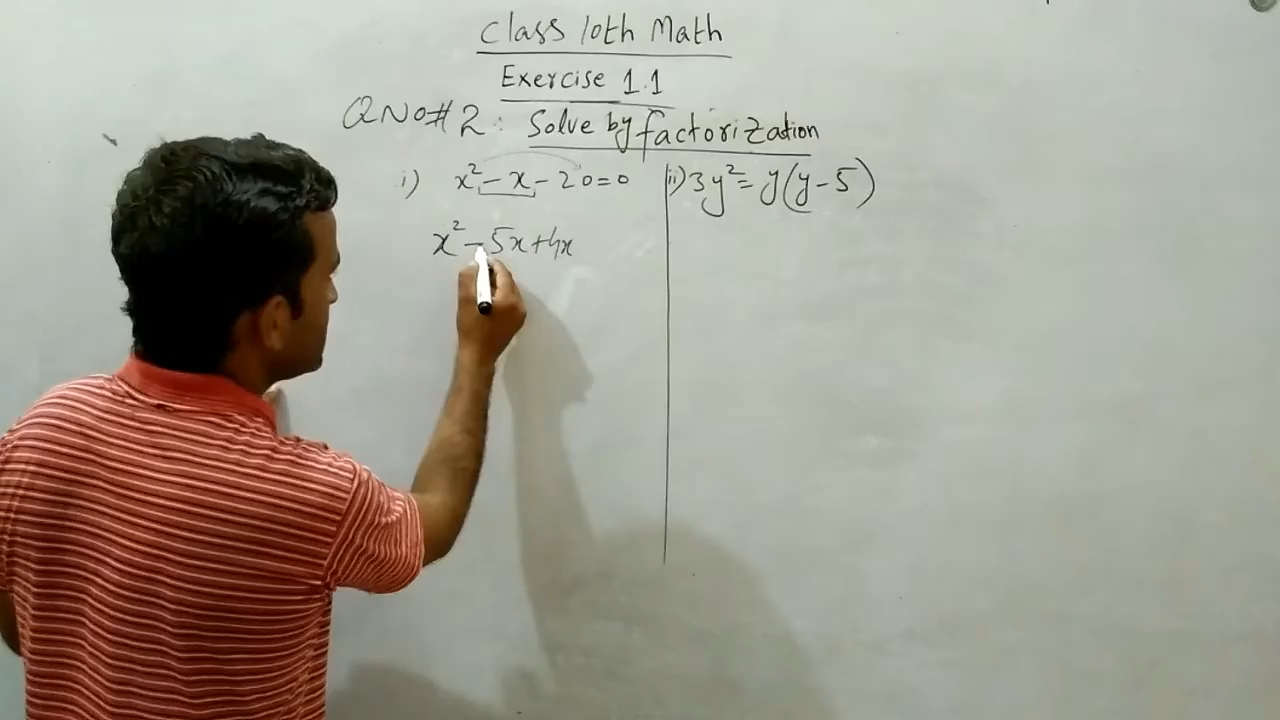 Class 10th Math
Exercise 1.1
QNO#2: Solve by factorization
i) x² - x - 20 = 0
x² - 5x + 4x
ii) 3y² = y(y - 5)